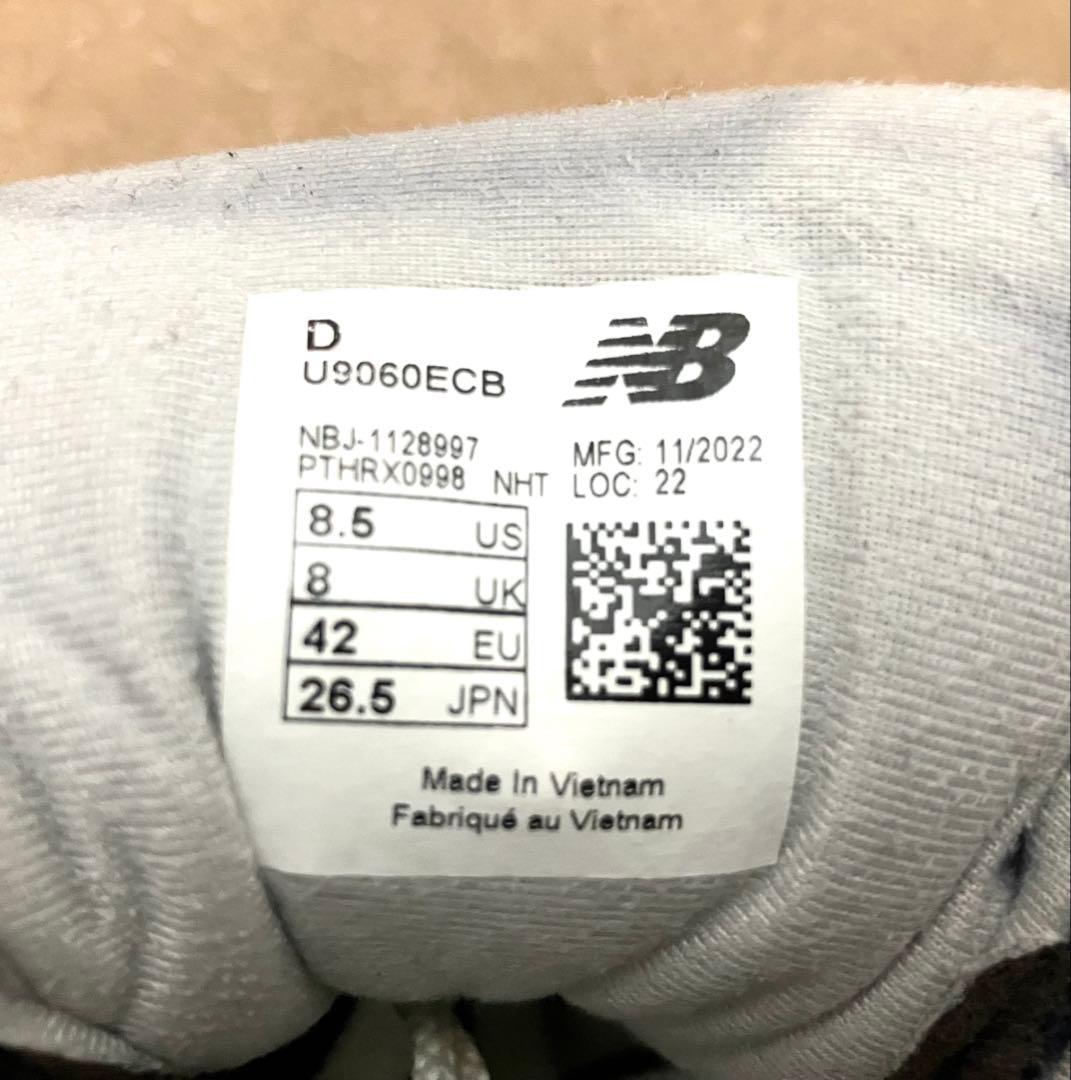 D
U9060ECB
NB
NBJ-1128997
PTHRX0998 NHT
MFG: 11/2022
LOC: 22
8.5 US
8 UK
42 EU
26.5 JPN
Made In Vietnam
Fabriqué au Vietnam